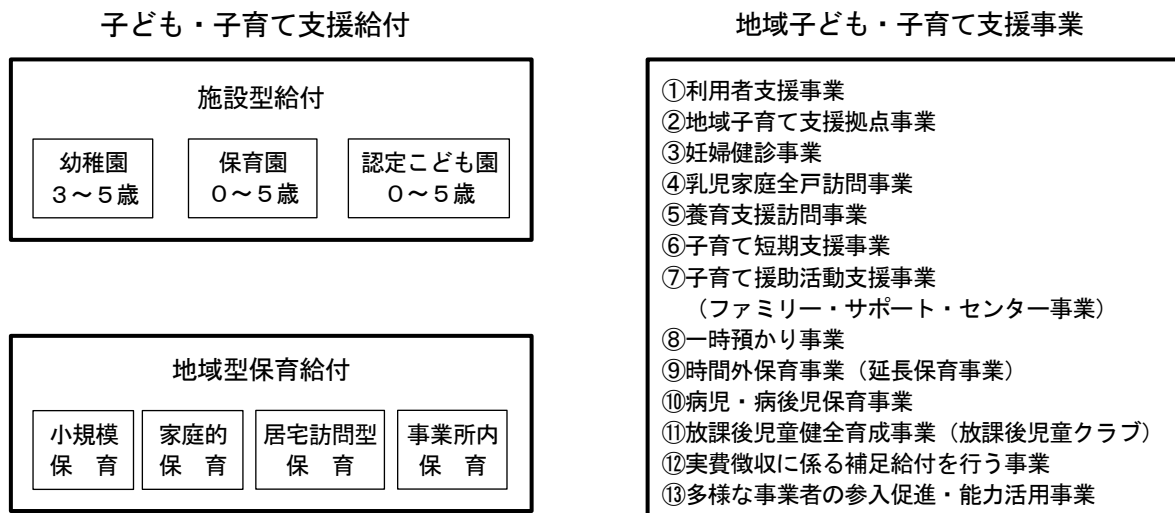 子ども・子育て支援給付
施設型給付
幼稚園
3～5歳
保育園
0～5歳
認定こども園
0～5歳
地域型保育給付
小規模
保 育
家庭的
保 育
居宅訪問型
保 育
事業所内
保 育
地域子ども・子育て支援事業
①利用者支援事業
②地域子育て支援拠点事業
③妊婦健診事業
④乳児家庭全戸訪問事業
⑤養育支援訪問事業
⑥子育て短期支援事業
⑦子育て援助活動支援事業
（ファミリー・サポート・センター事業）
⑧一時預かり事業
⑨時間外保育事業（延長保育事業）
⑩病児・病後児保育事業
⑪放課後児童健全育成事業（放課後児童クラブ）
⑫実費徴収に係る補足給付を行う事業
⑬多様な事業者の参入促進・能力活用事業